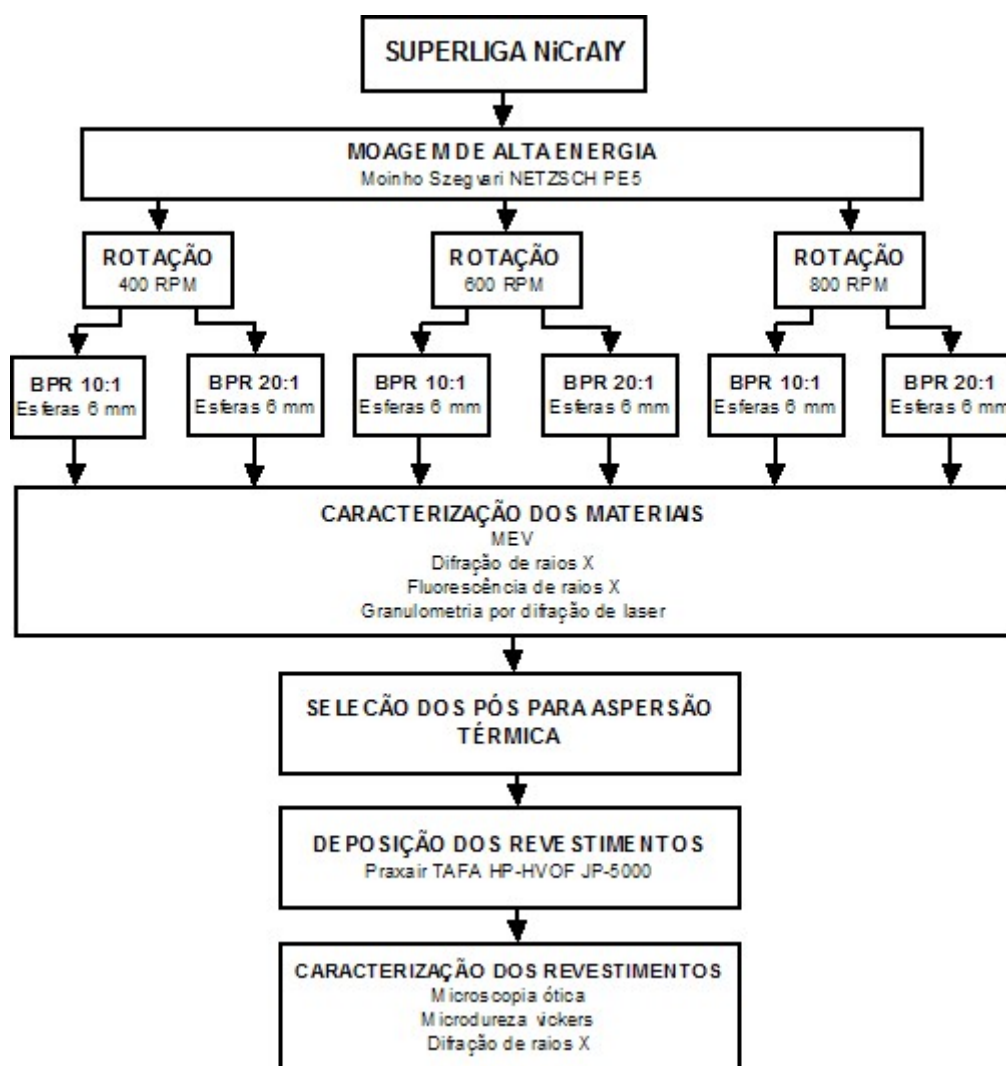 SUPERLIGA NiCrAlY
MOAGEM DE ALTA ENERGIA
Moinho Szegvari NETZSCH PE5
ROTAÇÃO
400 RPM
ROTAÇÃO
600 RPM
ROTAÇÃO
800 RPM
BPR 10:1
Esferas 6 mm
BPR 20:1
Esferas 6 mm
BPR 10:1
Esferas 6 mm
BPR 20:1
Esferas 6 mm
BPR 10:1
Esferas 6 mm
BPR 20:1
Esferas 6 mm
CARACTERIZAÇÃO DOS MATERIAIS
MEV
Difração de raios X
Fluorescência de raios X
Granulometria por difração de laser
SELECÃO DOS PÓS PARA ASPERSÃO
TÉRMICA
DEPOSIÇÃO DOS REVESTIMENTOS
Praxair TAFA HP-HVOF JP-5000
CARACTERIZAÇÃO DOS REVESTIMENTOS
Microscopia ótica
Microdureza vickers
Difração de raios X